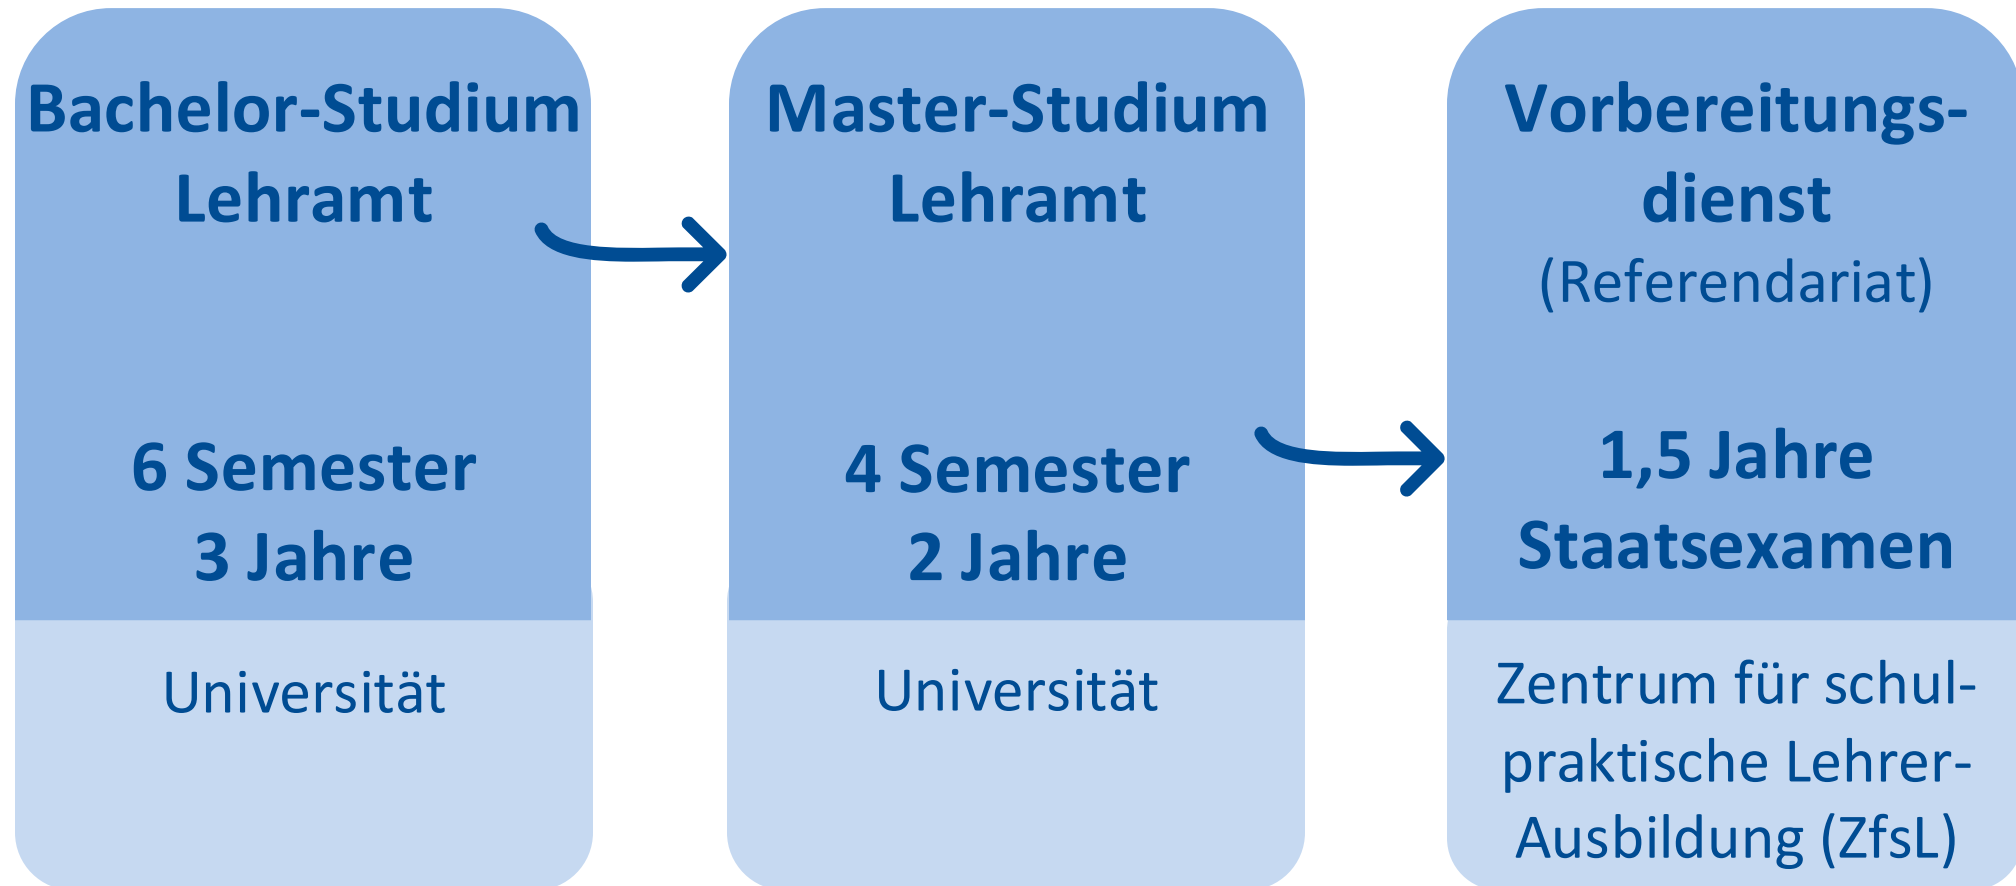 Bachelor-Studium
Lehramt
6 Semester
3 Jahre
Universität
Master-Studium
Lehramt
4 Semester
2 Jahre
Universität
Vorbereitungs-
dienst
(Referendariat)
1,5 Jahre
Staatsexamen
Zentrum für schul-
praktische Lehrer-
Ausbildung (ZfsL)